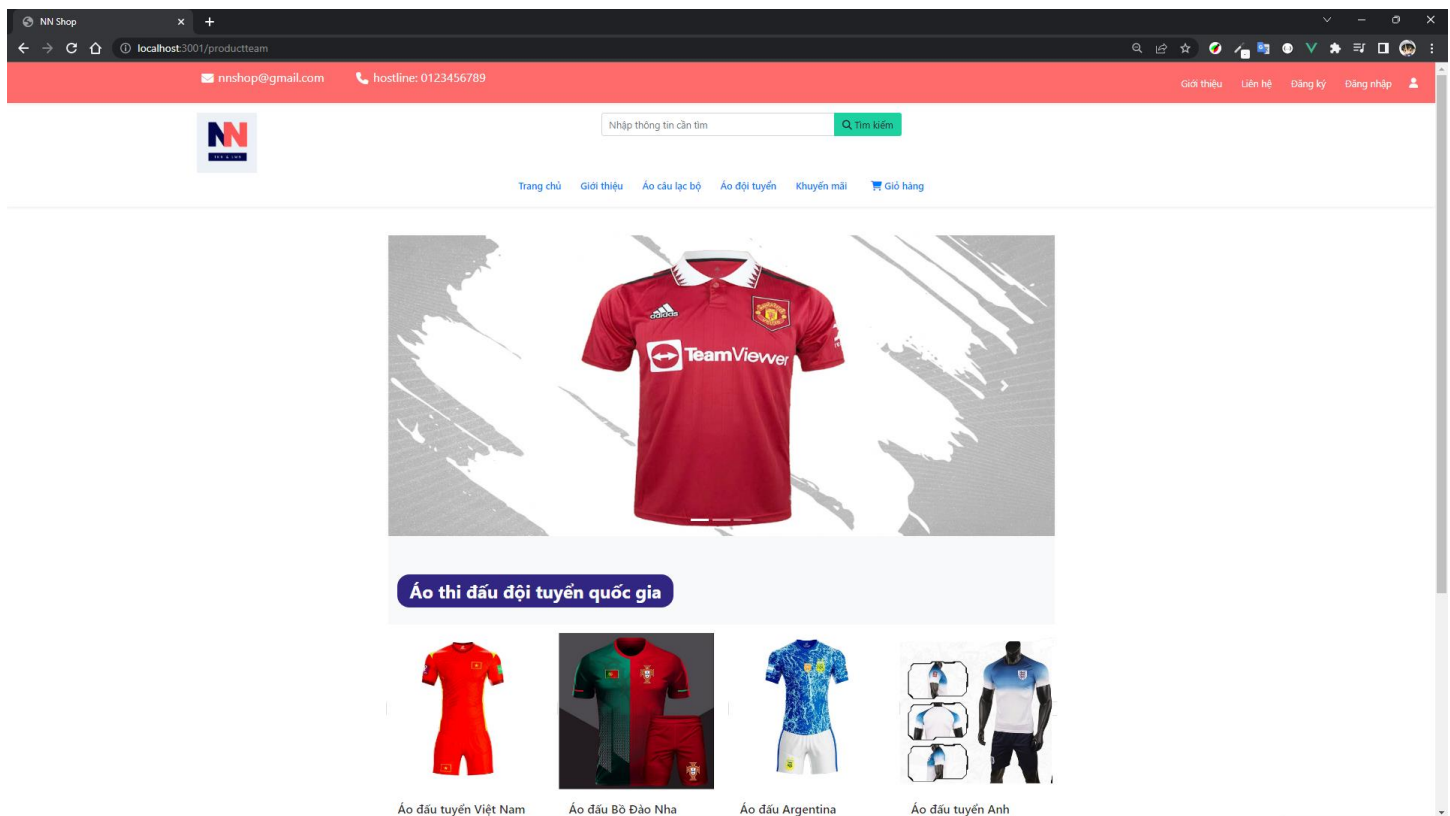 NN Shop
localhost:3001/productteam
nnshop@gmail.com hostline: 0123456789
Giới thiệu Liên hệ Đăng ký Đăng nhập
NN
Nhập thông tin cần tìm Tìm kiếm
Trang chủ Giới thiệu Áo câu lạc bộ Áo đội tuyển Khuyến mãi Giỏ hàng
adidas
TeamViewer
Áo thi đấu đội tuyển quốc gia
Áo đấu tuyển Việt Nam Áo đấu Bồ Đào Nha Áo đấu Argentina Áo đấu tuyển Anh